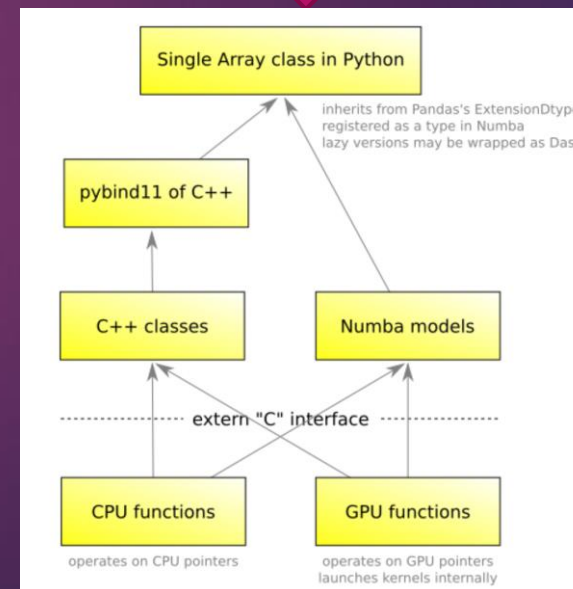 Single Array class in Python
inherits from Pandas's ExtensionDtype
registered as a type in Numba
lazy versions may be wrapped as Das
pybind11 of C++
C++ classes
Numba models
extern "C" interface
CPU functions
GPU functions
operates on CPU pointers
operates on GPU pointers
launches kernels internally